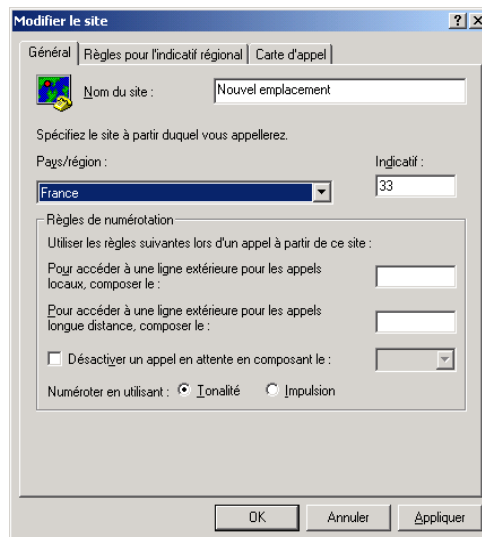 Modifier le site
Général Règles pour l'indicatif régional Carte d'appel
Nom du site : Nouvel emplacement
Spécifiez le site à partir duquel vous appellerez.
Pays/région : Indicatif :
France 33
Règles de numérotation
Utiliser les règles suivantes lors d'un appel à partir de ce site :
Pour accéder à une ligne extérieure pour les appels
locaux, composer le :
Pour accéder à une ligne extérieure pour les appels
longue distance, composer le :
Désactiver un appel en attente en composant le :
Numéroter en utilisant : Tonalité Impulsion
OK Annuler Appliquer